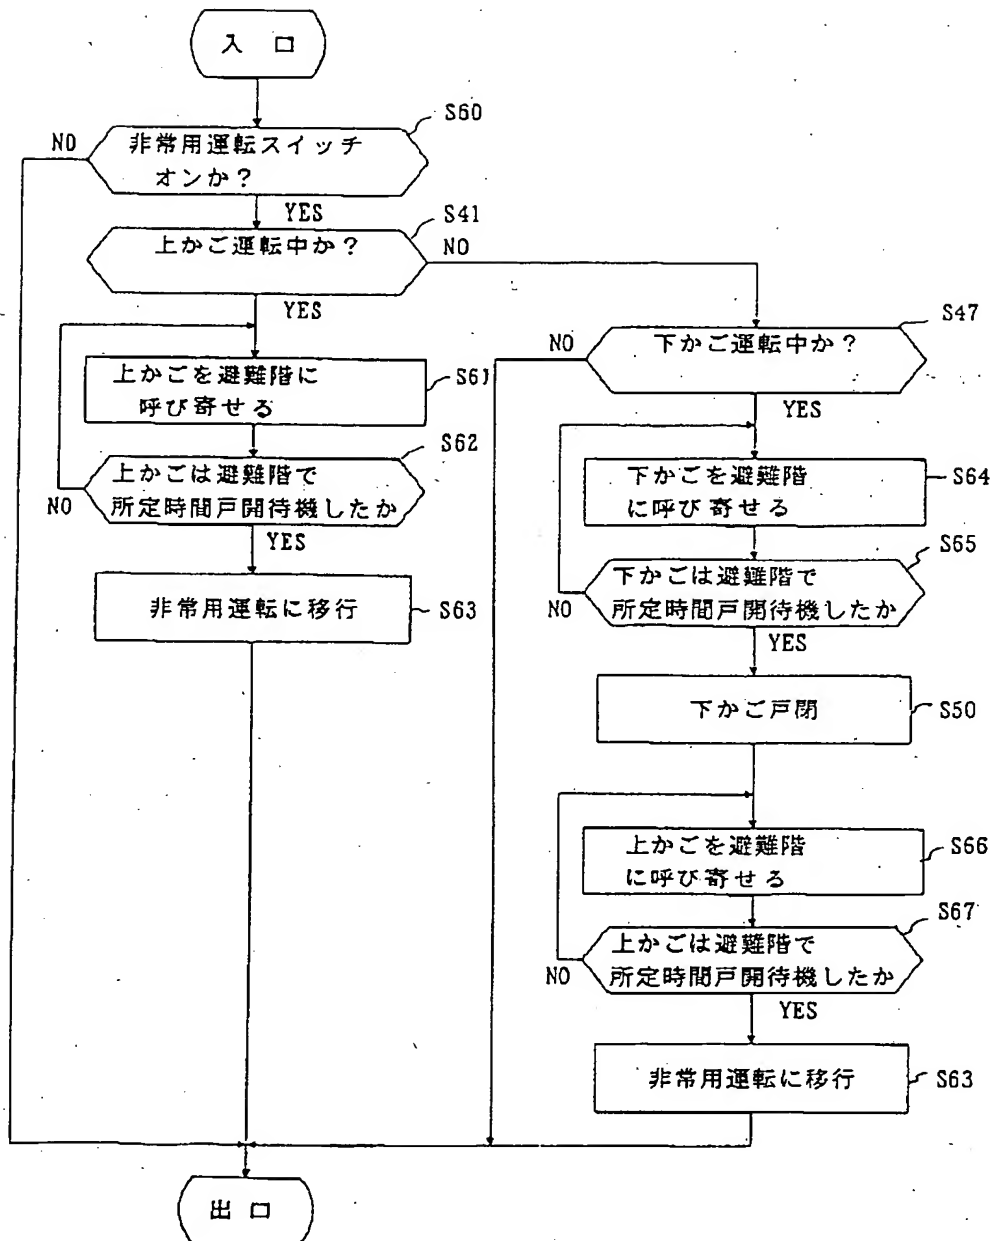 入 口
S60
NO
非常用運転スイッチ
オンか?
YES
S41
上かご運転中か?
NO
YES
S47
NO
下かご運転中か?
YES
上かごを避難階に
呼び寄せる
S61
S62
上かごは避難階で
所定時間戸開待機したか
NO
YES
非常用運転に移行
S63
下かごを避難階
に呼び寄せる
S64
S65
下かごは避難階で
所定時間戸開待機したか
NO
YES
下かご戸閉
S50
上かごを避難階
に呼び寄せる
S66
S67
上かごは避難階で
所定時間戸開待機したか
NO
YES
非常用運転に移行
S63
出 口